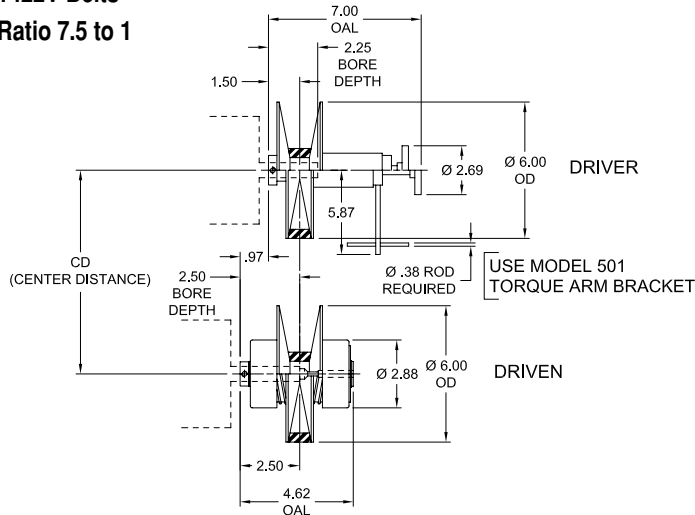 Belts
Ratio 7.5 to 1
7.00
OAL
2.25
BORE
DEPTH
1.50
Ø 2.69
Ø 6.00
OD
DRIVER
5.87
CD
(CENTER DISTANCE)
.97
2.50
BORE
DEPTH
Ø .38 ROD
REQUIRED
USE MODEL 501
TORQUE ARM BRACKET
Ø 2.88
Ø 6.00
OD
DRIVEN
2.50
4.62
OAL